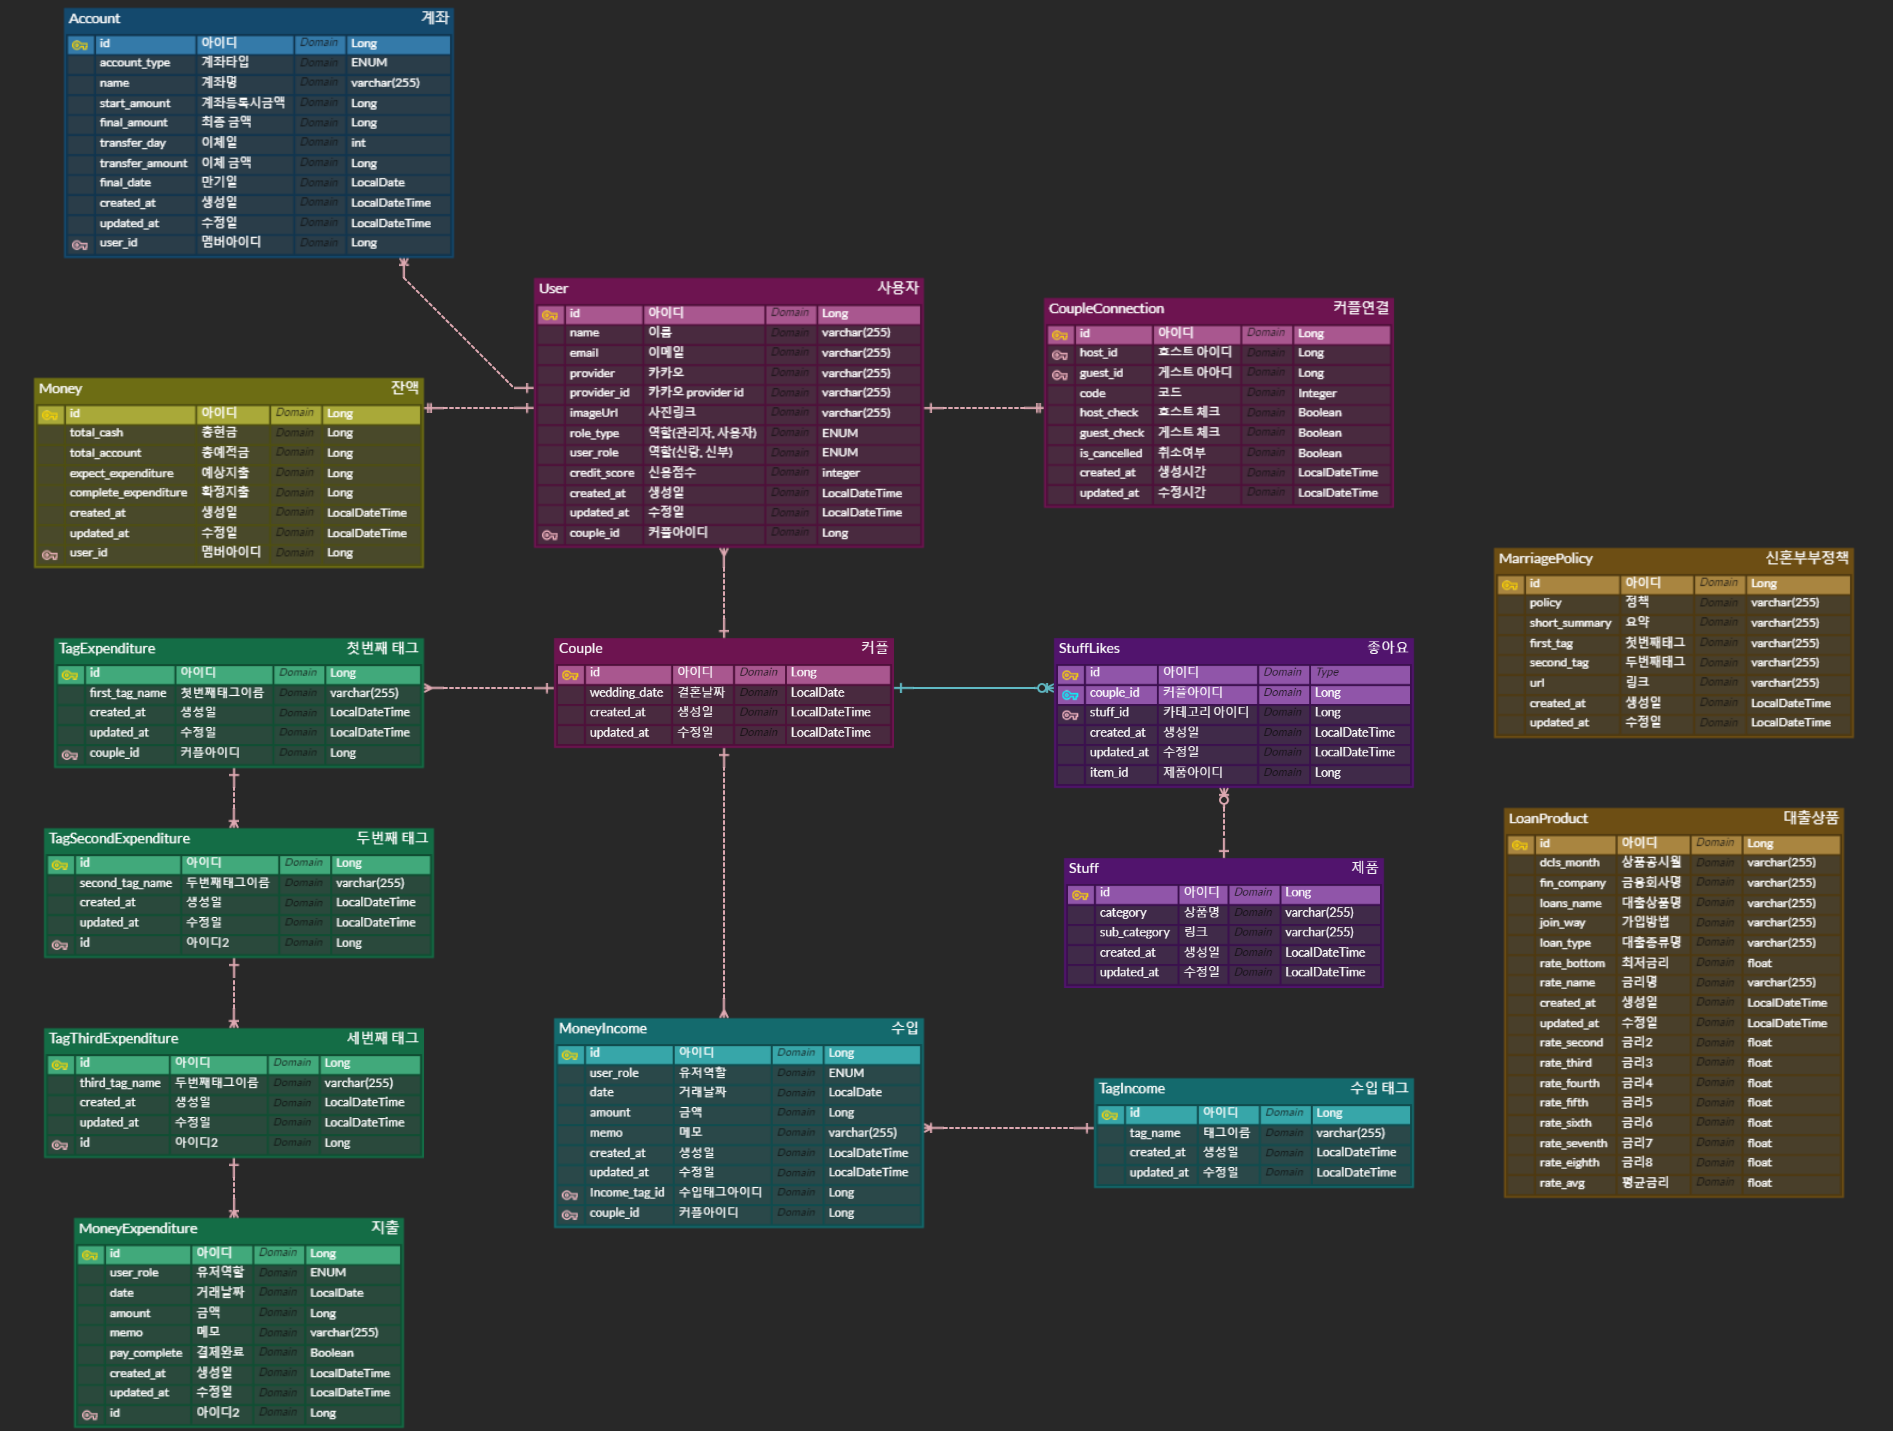 Account 계좌
id 아이디 Domain Long
account_type 계좌타입 Domain ENUM
name 계좌명 Domain varchar(255)
start_amount 계좌등록시금액 Domain Long
final_amount 최종 금액 Domain Long
transfer_day 이체일 Domain int
transfer_amount 이체 금액 Domain Long
final_date 만기일 Domain LocalDate
created_at 생성일 Domain LocalDateTime
updated_at 수정일 Domain LocalDateTime
user_id 멤버아이디 Domain Long
User 사용자
id 아이디 Domain Long
name 이름 Domain varchar(255)
email 이메일 Domain varchar(255)
provider 카카오 Domain varchar(255)
provider_id 카카오 provider id Domain varchar(255)
imageUrl 사진링크 Domain varchar(255)
role_type 역할(관리자, 사용자) Domain ENUM
user_role 역할(신랑, 신부) Domain ENUM
credit_score 신용점수 Domain integer
created_at 생성일 Domain LocalDateTime
updated_at 수정일 Domain LocalDateTime
couple_id 커플아이디 Domain Long
CoupleConnection 커플연결
id 아이디 Domain Long
host_id 호스트 아이디 Domain Long
guest_id 게스트 아아디 Domain Long
code 코드 Domain Integer
host_check 호스트 체크 Domain Boolean
guest_check 게스트 체크 Domain Boolean
is_cancelled 취소여부 Domain Boolean
created_at 생성시간 Domain LocalDateTime
updated_at 수정시간 Domain LocalDateTime
Money 잔액
id 아이디 Domain Long
total_cash 총현금 Domain Long
total_account 총예적금 Domain Long
expect_expenditure 예상지출 Domain Long
complete_expenditure 확정지출 Domain Long
created_at 생성일 Domain LocalDateTime
updated_at 수정일 Domain LocalDateTime
user_id 멤버아이디 Domain Long
MarriagePolicy 신혼부부정책
id 아이디 Domain Long
policy 정책 Domain varchar(255)
short_summary 요약 Domain varchar(255)
first_tag 첫번째태그 Domain varchar(255)
second_tag 두번째태그 Domain varchar(255)
url 링크 Domain varchar(255)
created_at 생성일 Domain LocalDateTime
updated_at 수정일 Domain LocalDateTime
TagExpenditure 첫번째 태그
id 아이디 Domain Long
first_tag_name 첫번째태그이름 Domain varchar(255)
created_at 생성일 Domain LocalDateTime
updated_at 수정일 Domain LocalDateTime
couple_id 커플아이디 Domain Long
Couple 커플
id 아이디 Domain Long
wedding_date 결혼날짜 Domain LocalDate
created_at 생성일 Domain LocalDateTime
updated_at 수정일 Domain LocalDateTime
StuffLikes 좋아요
id 아이디 Domain Type
couple_id 커플아이디 Domain Long
stuff_id 카테고리 아이디 Domain Long
created_at 생성일 Domain LocalDateTime
updated_at 수정일 Domain LocalDateTime
item_id 제품아이디 Domain Long
TagSecondExpenditure 두번째 태그
id 아이디 Domain Long
second_tag_name 두번째태그이름 Domain varchar(255)
created_at 생성일 Domain LocalDateTime
updated_at 수정일 Domain LocalDateTime
id 아이디2 Domain Long
Stuff 제품
id 아이디 Domain Long
category 상품명 Domain varchar(255)
sub_category 링크 Domain varchar(255)
created_at 생성일 Domain LocalDateTime
updated_at 수정일 Domain LocalDateTime
LoanProduct 대출상품
id 아이디 Domain Long
dcls_month 상품공시월 Domain varchar(255)
fin_company 금융회사명 Domain varchar(255)
loans_name 대출상품명 Domain varchar(255)
join_way 가입방법 Domain varchar(255)
loan_type 대출종류명 Domain varchar(255)
rate_bottom 최저금리 Domain float
rate_name 금리명 Domain varchar(255)
created_at 생성일 Domain LocalDateTime
updated_at 수정일 Domain LocalDateTime
rate_second 금리2 Domain float
rate_third 금리3 Domain float
rate_fourth 금리4 Domain float
rate_fifth 금리5 Domain float
rate_sixth 금리6 Domain float
rate_seventh 금리7 Domain float
rate_eighth 금리8 Domain float
rate_avg 평균금리 Domain float
TagThirdExpenditure 세번째 태그
id 아이디 Domain Long
third_tag_name 두번째태그이름 Domain varchar(255)
created_at 생성일 Domain LocalDateTime
updated_at 수정일 Domain LocalDateTime
id 아이디2 Domain Long
MoneyIncome 수입
id 아이디 Domain Long
user_role 유저역할 Domain ENUM
date 거래날짜 Domain LocalDate
amount 금액 Domain Long
memo 메모 Domain varchar(255)
created_at 생성일 Domain LocalDateTime
updated_at 수정일 Domain LocalDateTime
Income_tag_id 수입태그아이디 Domain Long
couple_id 커플아이디 Domain Long
TagIncome 수입 태그
id 아이디 Domain Long
tag_name 태그이름 Domain varchar(255)
created_at 생성일 Domain LocalDateTime
updated_at 수정일 Domain LocalDateTime
MoneyExpenditure 지출
id 아이디 Domain Long
user_role 유저역할 Domain ENUM
date 거래날짜 Domain LocalDate
amount 금액 Domain Long
memo 메모 Domain varchar(255)
pay_complete 결제완료 Domain Boolean
created_at 생성일 Domain LocalDateTime
updated_at 수정일 Domain LocalDateTime
id 아이디2 Domain Long